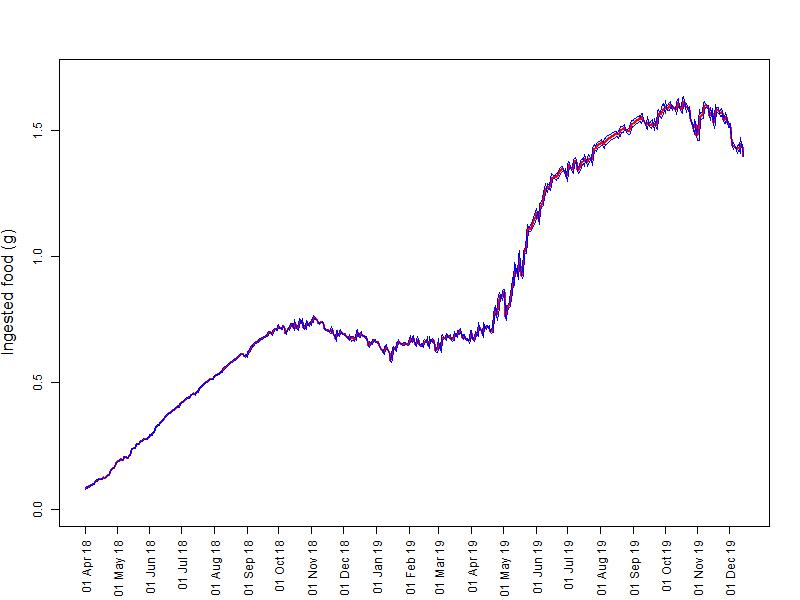 Ingested food (g)
1.5
1.0
0.5
0.0
01 Apr 18
01 May 18
01 Jun 18
01 Jul 18
01 Aug 18
01 Sep 18
01 Oct 18
01 Nov 18
01 Dec 18
01 Jan 19
01 Feb 19
01 Mar 19
01 Apr 19
01 May 19
01 Jun 19
01 Jul 19
01 Aug 19
01 Sep 19
01 Oct 19
01 Nov 19
01 Dec 19